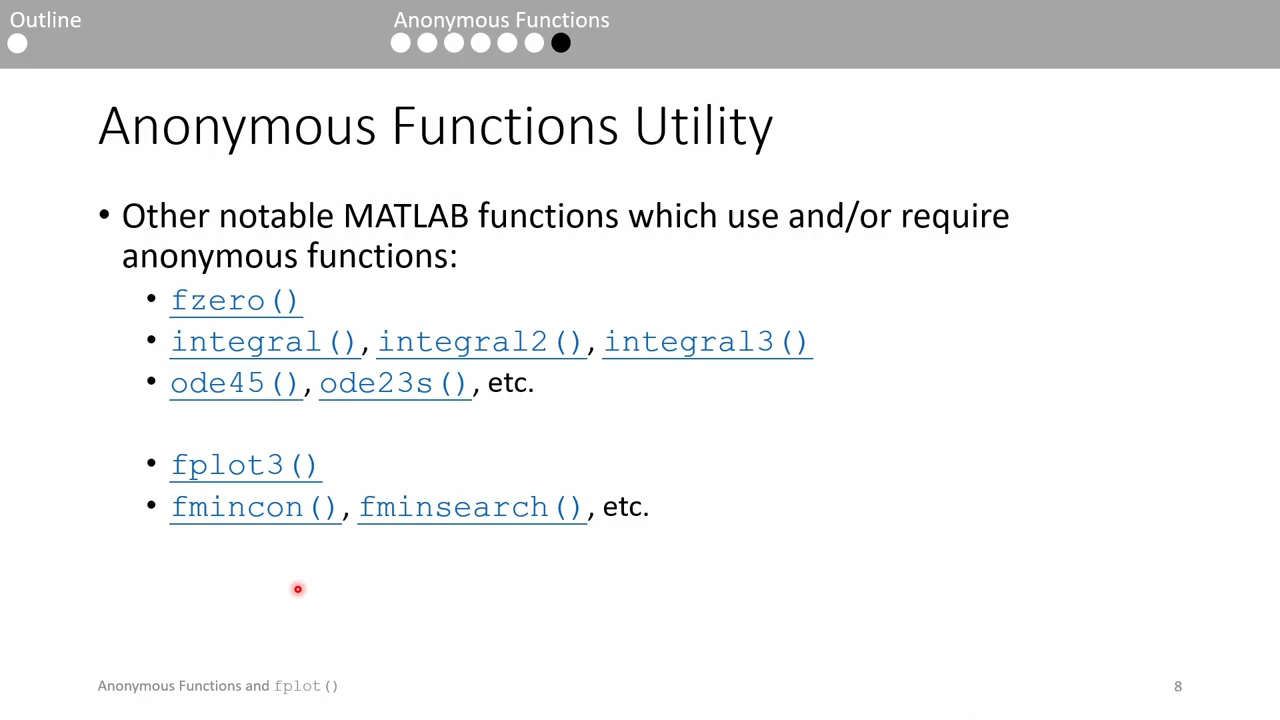 Outline
Anonymous Functions
Anonymous Functions Utility
• Other notable MATLAB functions which use and/or require
anonymous functions:
• fzero()
• integral(), integral2(), integral3()
• ode45(), ode23s(), etc.
• fplot3()
• fmincon(), fminsearch(), etc.
Anonymous Functions and fplot()
8